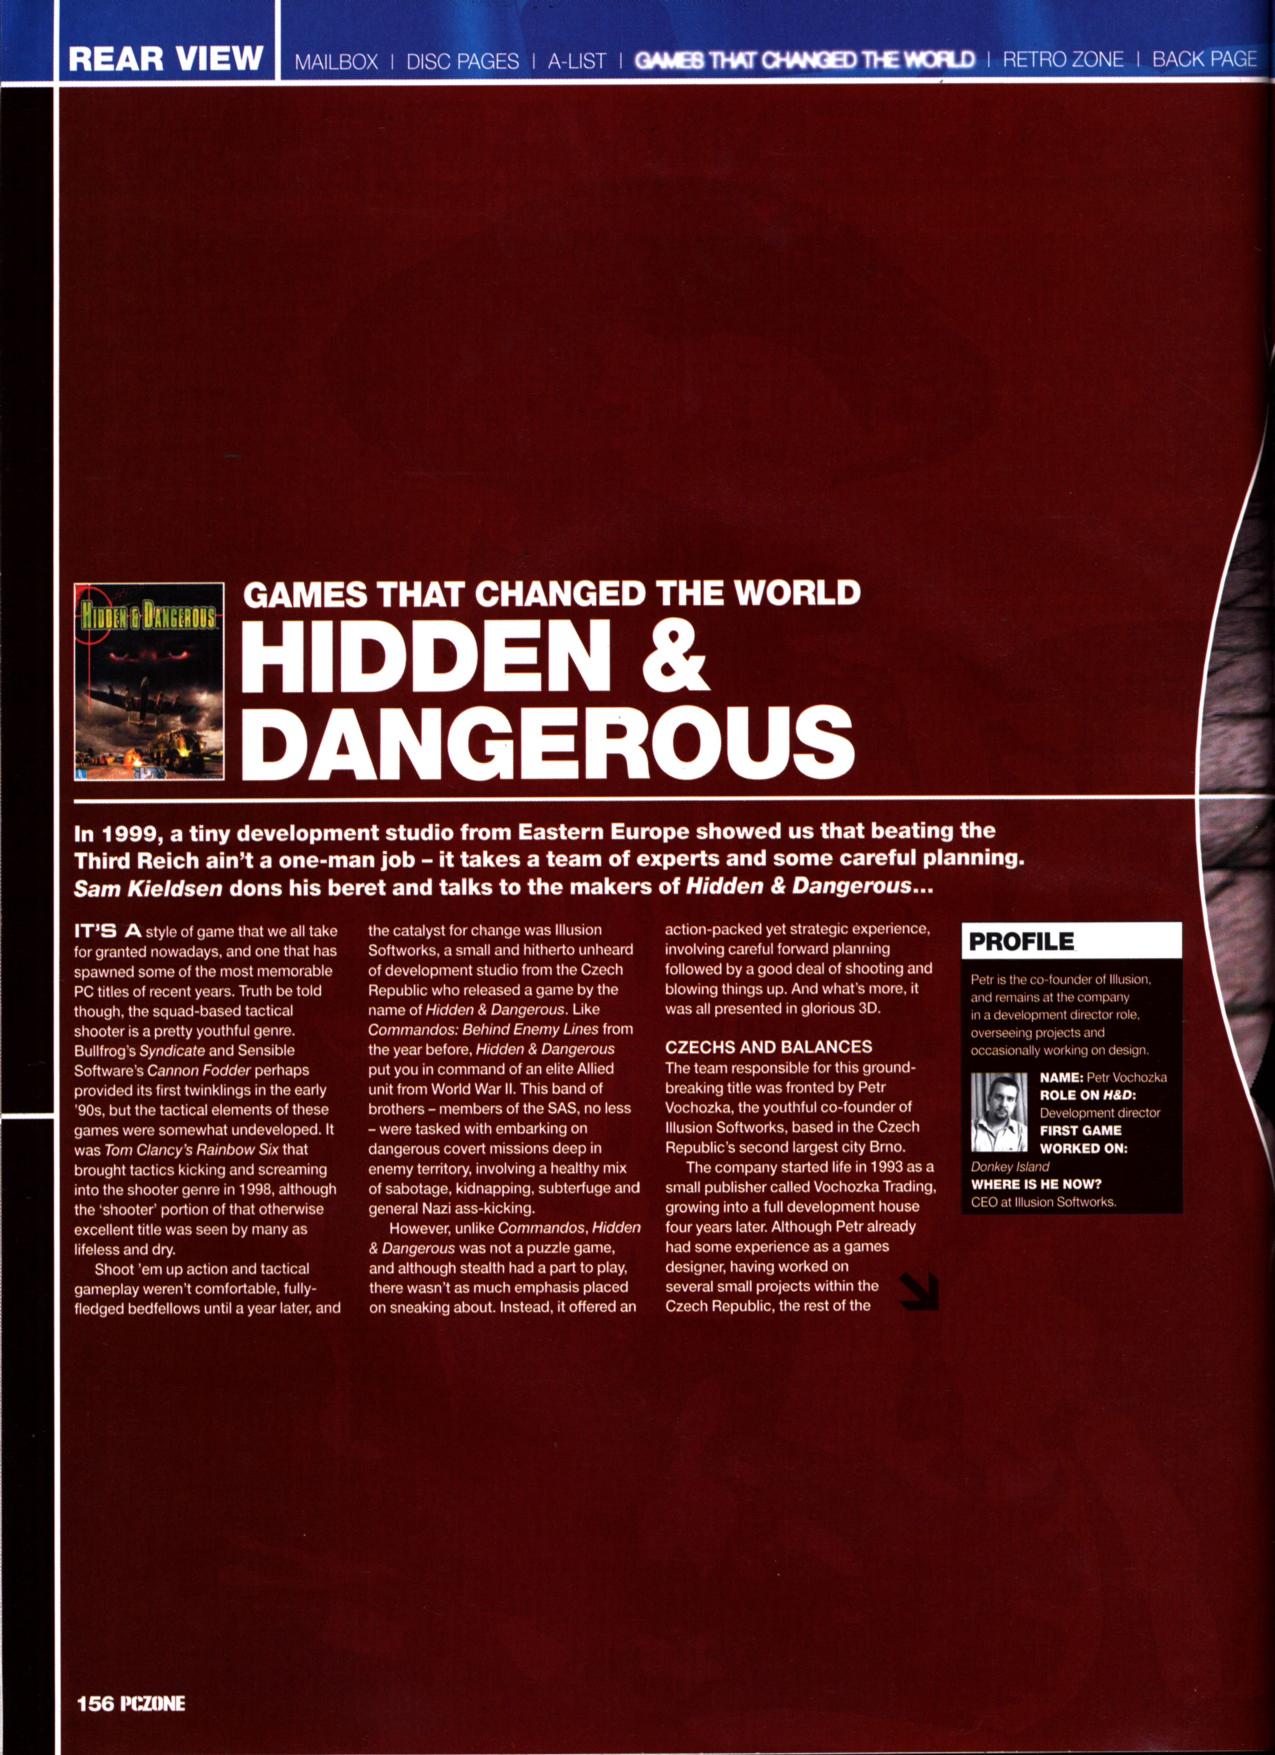 REAR VIEW
MAILBOX | DISC PAGES | A-LIST | GAMES THAT CHANGED THE WORLD | RETRO ZONE | BACK PAGE
HIDDEN & DANGEROUS
GAMES THAT CHANGED THE WORLD
HIDDEN &
DANGEROUS
In 1999, a tiny development studio from Eastern Europe showed us that beating the
Third Reich ain't a one-man job – it takes a team of experts and some careful planning.
Sam Kieldsen dons his beret and talks to the makers of Hidden & Dangerous...
IT'S A style of game that we all take
for granted nowadays, and one that has
spawned some of the most memorable
PC titles of recent years. Truth be told
though, the squad-based tactical
shooter is a pretty youthful genre.
Bullfrog's Syndicate and Sensible
Software's Cannon Fodder perhaps
provided its first twinklings in the early
'90s, but the tactical elements of these
games were somewhat undeveloped. It
was Tom Clancy's Rainbow Six that
brought tactics kicking and screaming
into the shooter genre in 1998, although
the 'shooter' portion of that otherwise
excellent title was seen by many as
lifeless and dry.
Shoot 'em up action and tactical
gameplay weren't comfortable, fully-
fledged bedfellows until a year later, and
the catalyst for change was Illusion
Softworks, a small and hitherto unheard
of development studio from the Czech
Republic who released a game by the
name of Hidden & Dangerous. Like
Commandos: Behind Enemy Lines from
the year before, Hidden & Dangerous
put you in command of an elite Allied
unit from World War II. This band of
brothers – members of the SAS, no less
– were tasked with embarking on
dangerous covert missions deep in
enemy territory, involving a healthy mix
of sabotage, kidnapping, subterfuge and
general Nazi ass-kicking.
However, unlike Commandos, Hidden
& Dangerous was not a puzzle game,
and although stealth had a part to play,
there wasn't as much emphasis placed
on sneaking about. Instead, it offered an
action-packed yet strategic experience,
involving careful forward planning
followed by a good deal of shooting and
blowing things up. And what's more, it
was all presented in glorious 3D.
CZECHS AND BALANCES
The team responsible for this ground-
breaking title was fronted by Petr
Vochozka, the youthful co-founder of
Illusion Softworks, based in the Czech
Republic's second largest city Brno.
The company started life in 1993 as a
small publisher called Vochozka Trading,
growing into a full development house
four years later. Although Petr already
had some experience as a games
designer, having worked on
several small projects within the
Czech Republic, the rest of the
PROFILE
Petr is the co-founder of Illusion,
and remains at the company
in a development director role,
overseeing projects and
occasionally working on design.
NAME: Petr Vochozka
ROLE ON H&D:
Development director
FIRST GAME
WORKED ON:
Donkey Island
WHERE IS HE NOW?
CEO at Illusion Softworks.
156 PCZONE